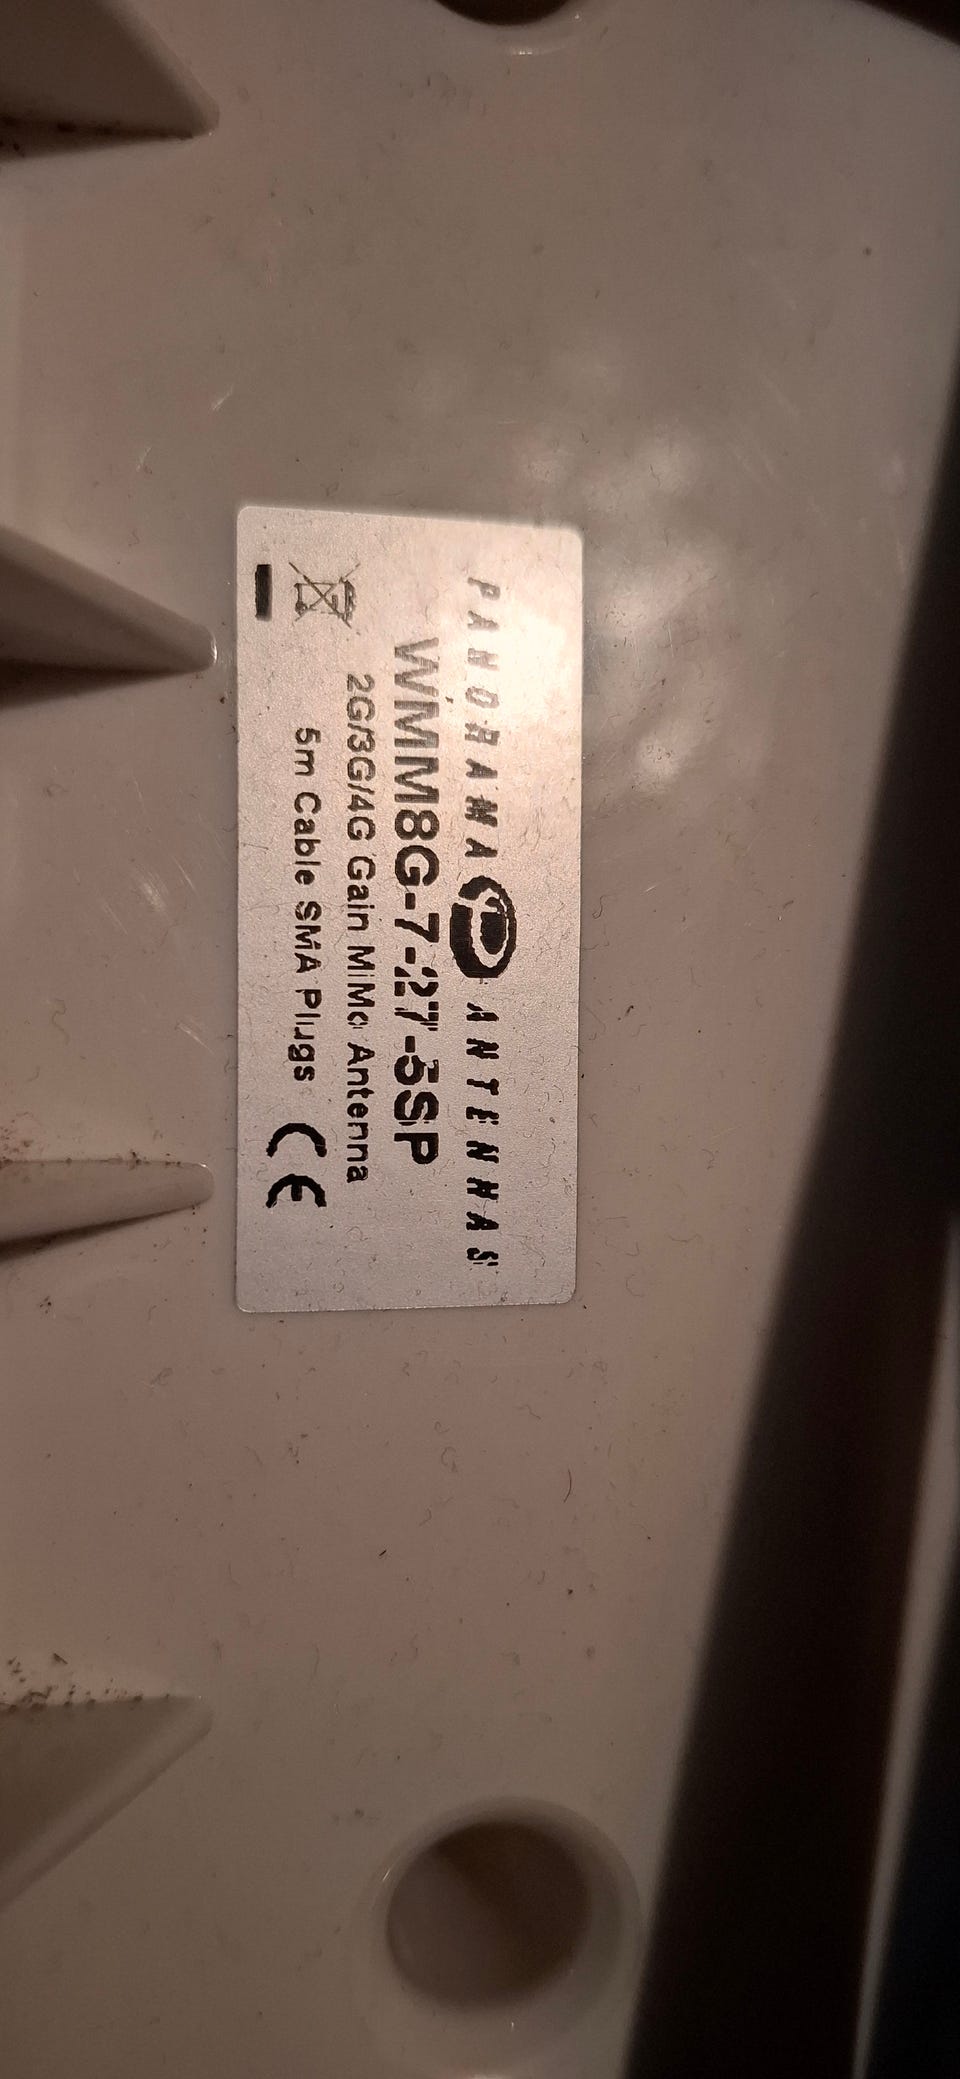 PANORAMA ANTENNAS
WMM8G-7-27-5SP
2G/3G/4G Gain MiMo Antenna
5m Cable SMA Plugs
CE